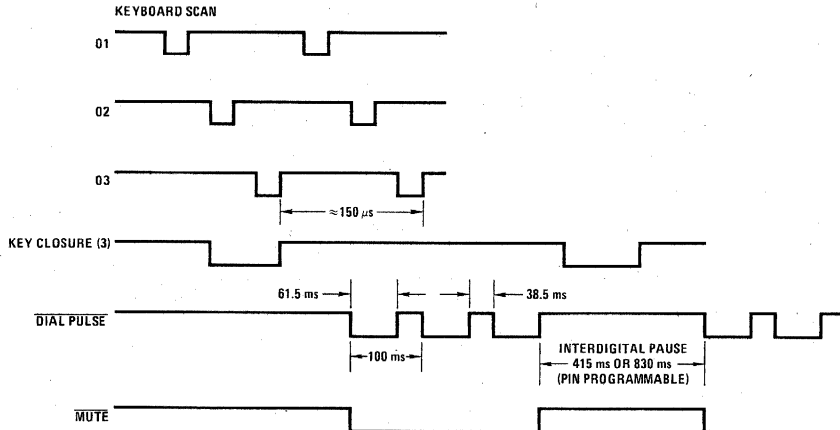 KEYBOARD SCAN
01
02
03
≈150 μs
KEY CLOSURE (3)
61.5 ms
38.5 ms
DIAL PULSE
100 ms
INTERDIGITAL PAUSE
415 ms OR 830 ms
(PIN PROGRAMMABLE)
MUTE